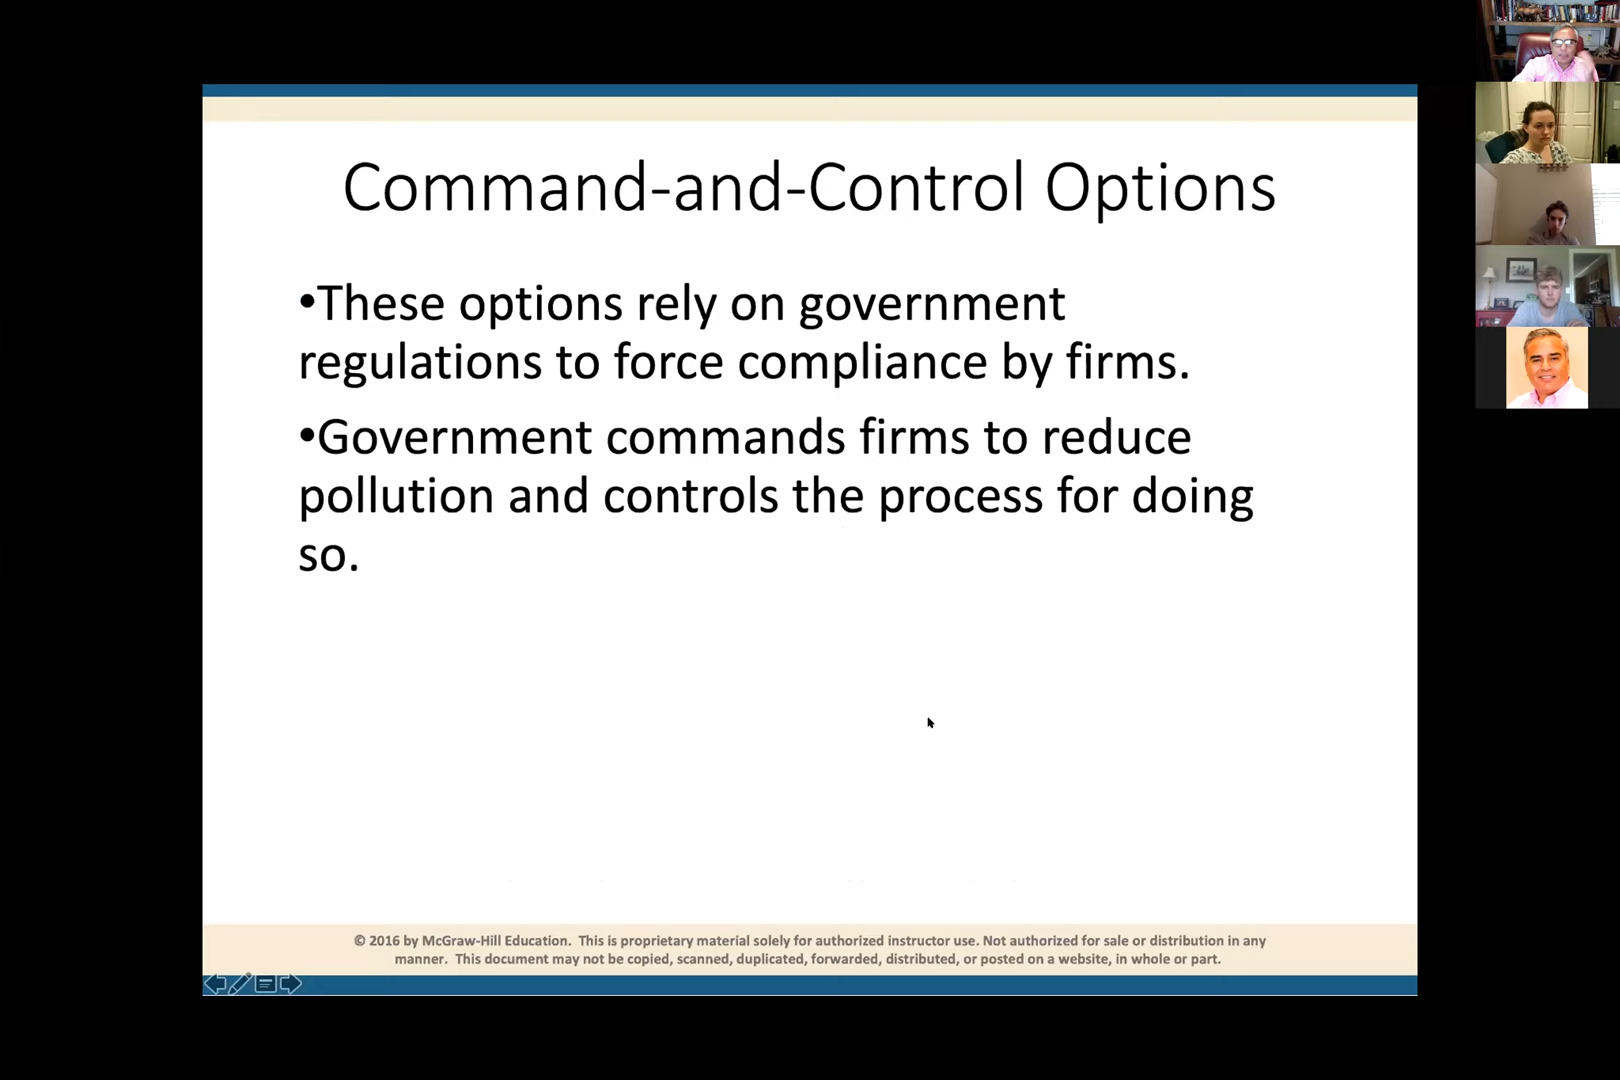 Command-and-Control Options
•These options rely on government
regulations to force compliance by firms.
•Government commands firms to reduce
pollution and controls the process for doing
so.
© 2016 by McGraw-Hill Education.  This is proprietary material solely for authorized instructor use. Not authorized for sale or distribution in any
manner.  This document may not be copied, scanned, duplicated, forwarded, distributed, or posted on a website, in whole or part.